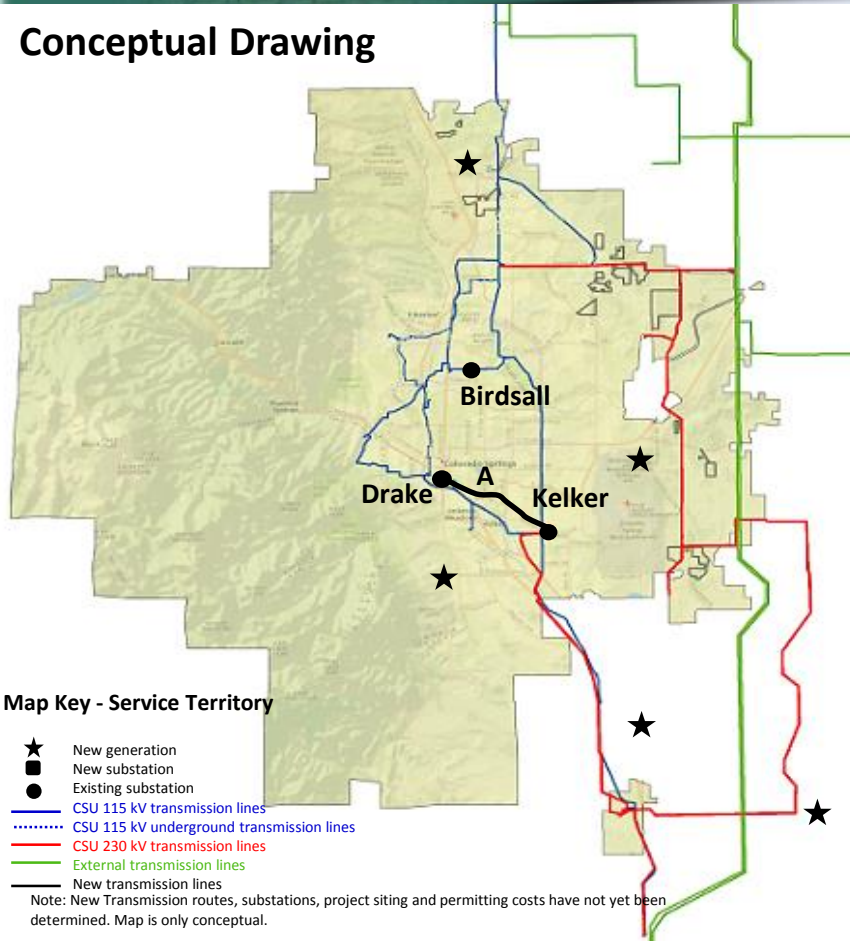 Conceptual Drawing
Birdsall
Colorado Springs
Drake
A
Kelker
Map Key - Service Territory
New generation
New substation
Existing substation
CSU 115 kV transmission lines
CSU 115 kV underground transmission lines
CSU 230 kV transmission lines
External transmission lines
New transmission lines
Note: New Transmission routes, substations, project siting and permitting costs have not yet been
determined. Map is only conceptual.